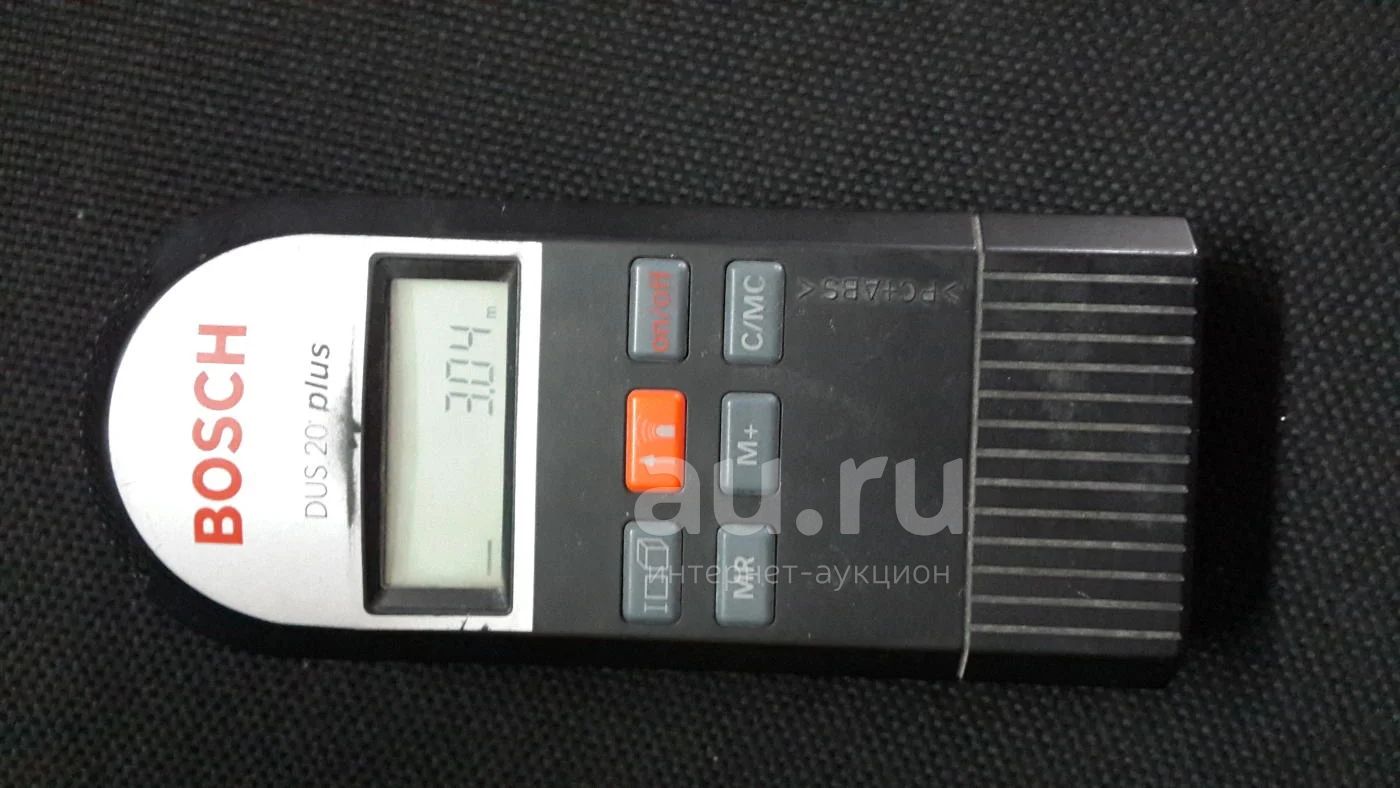 BOSCH
DUS 20 plus
3.04 m
on/off
C/MC
M+
MR
>PC+ABS<
au.ru
интернет-аукцион